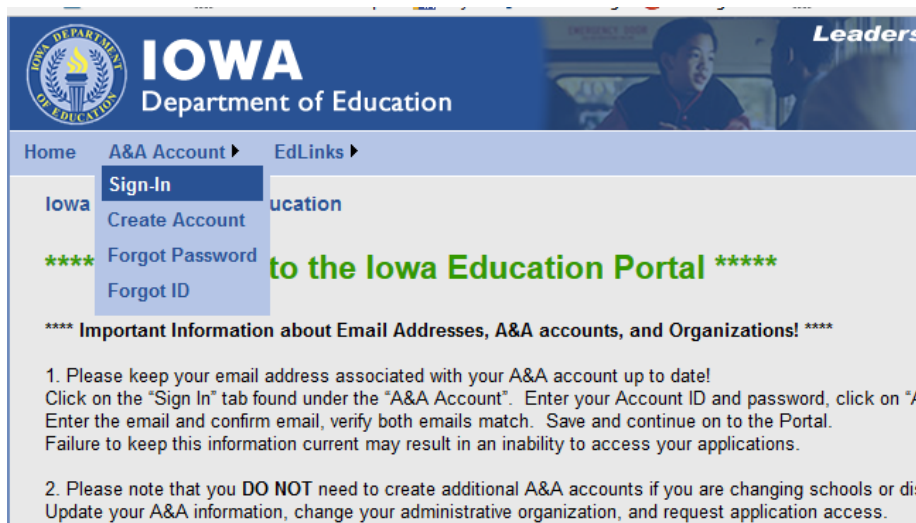 IOWA
Department of Education
Leaders
DEPARTMENT
OF EDUCATION
EMERGENCY DOOR
Home A&A Account EdLinks
Sign-In
Create Account
Forgot Password
Forgot ID
Iowa ucation
**** to the Iowa Education Portal *****
**** Important Information about Email Addresses, A&A accounts, and Organizations! ****
1. Please keep your email address associated with your A&A account up to date!
Click on the “Sign In” tab found under the “A&A Account”. Enter your Account ID and password, click on “A
Enter the email and confirm email, verify both emails match. Save and continue on to the Portal.
Failure to keep this information current may result in an inability to access your applications.
2. Please note that you DO NOT need to create additional A&A accounts if you are changing schools or dis
Update your A&A information, change your administrative organization, and request application access.